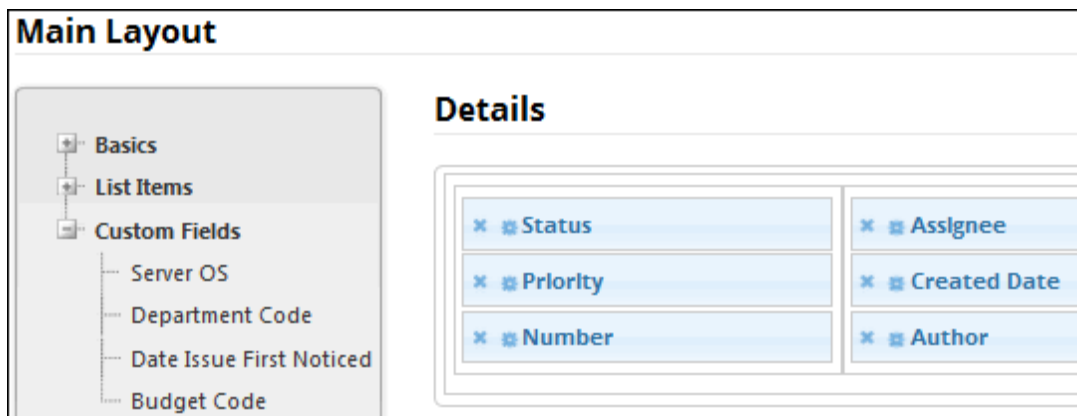 Main Layout
Basics
List Items
Custom Fields
Server OS
Department Code
Date Issue First Noticed
Budget Code
Details
Status
Priority
Number
Assignee
Created Date
Author